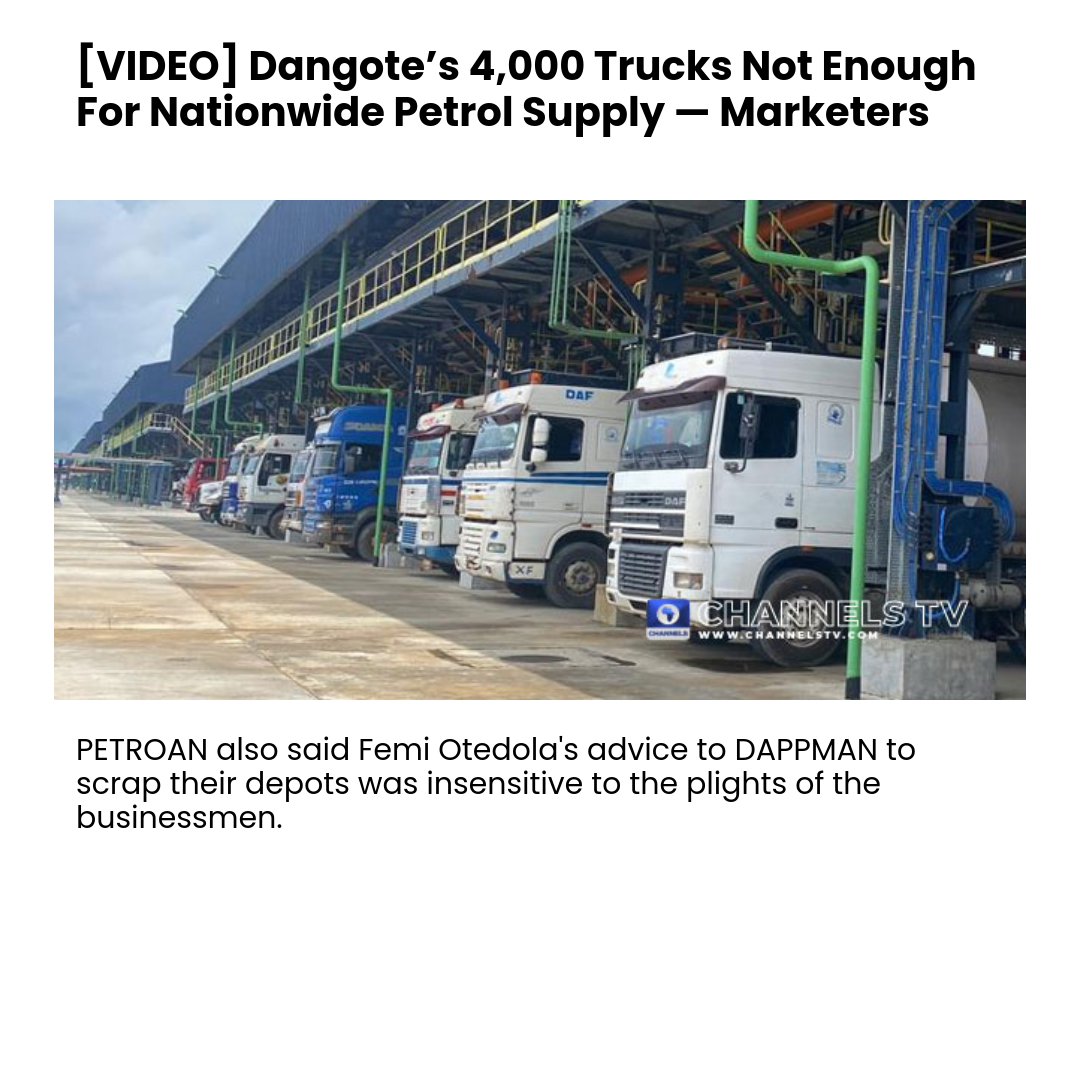 [VIDEO] Dangote’s 4,000 Trucks Not Enough
For Nationwide Petrol Supply — Marketers
DAF
DAF
XF
CHANNELS TV
CHANNELS
WWW.CHANNELSTV.COM
PETROAN also said Femi Otedola's advice to DAPPMAN to
scrap their depots was insensitive to the plights of the
businessmen.